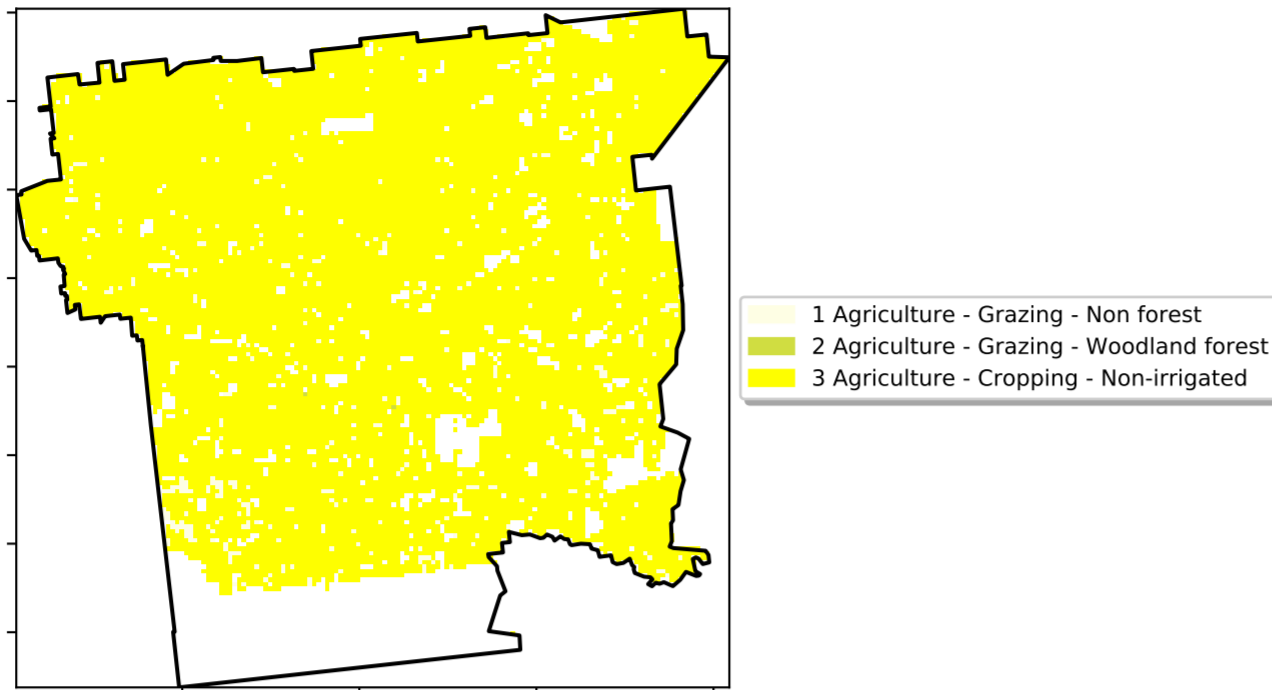 1 Agriculture - Grazing - Non forest
2 Agriculture - Grazing - Woodland forest
3 Agriculture - Cropping - Non-irrigated